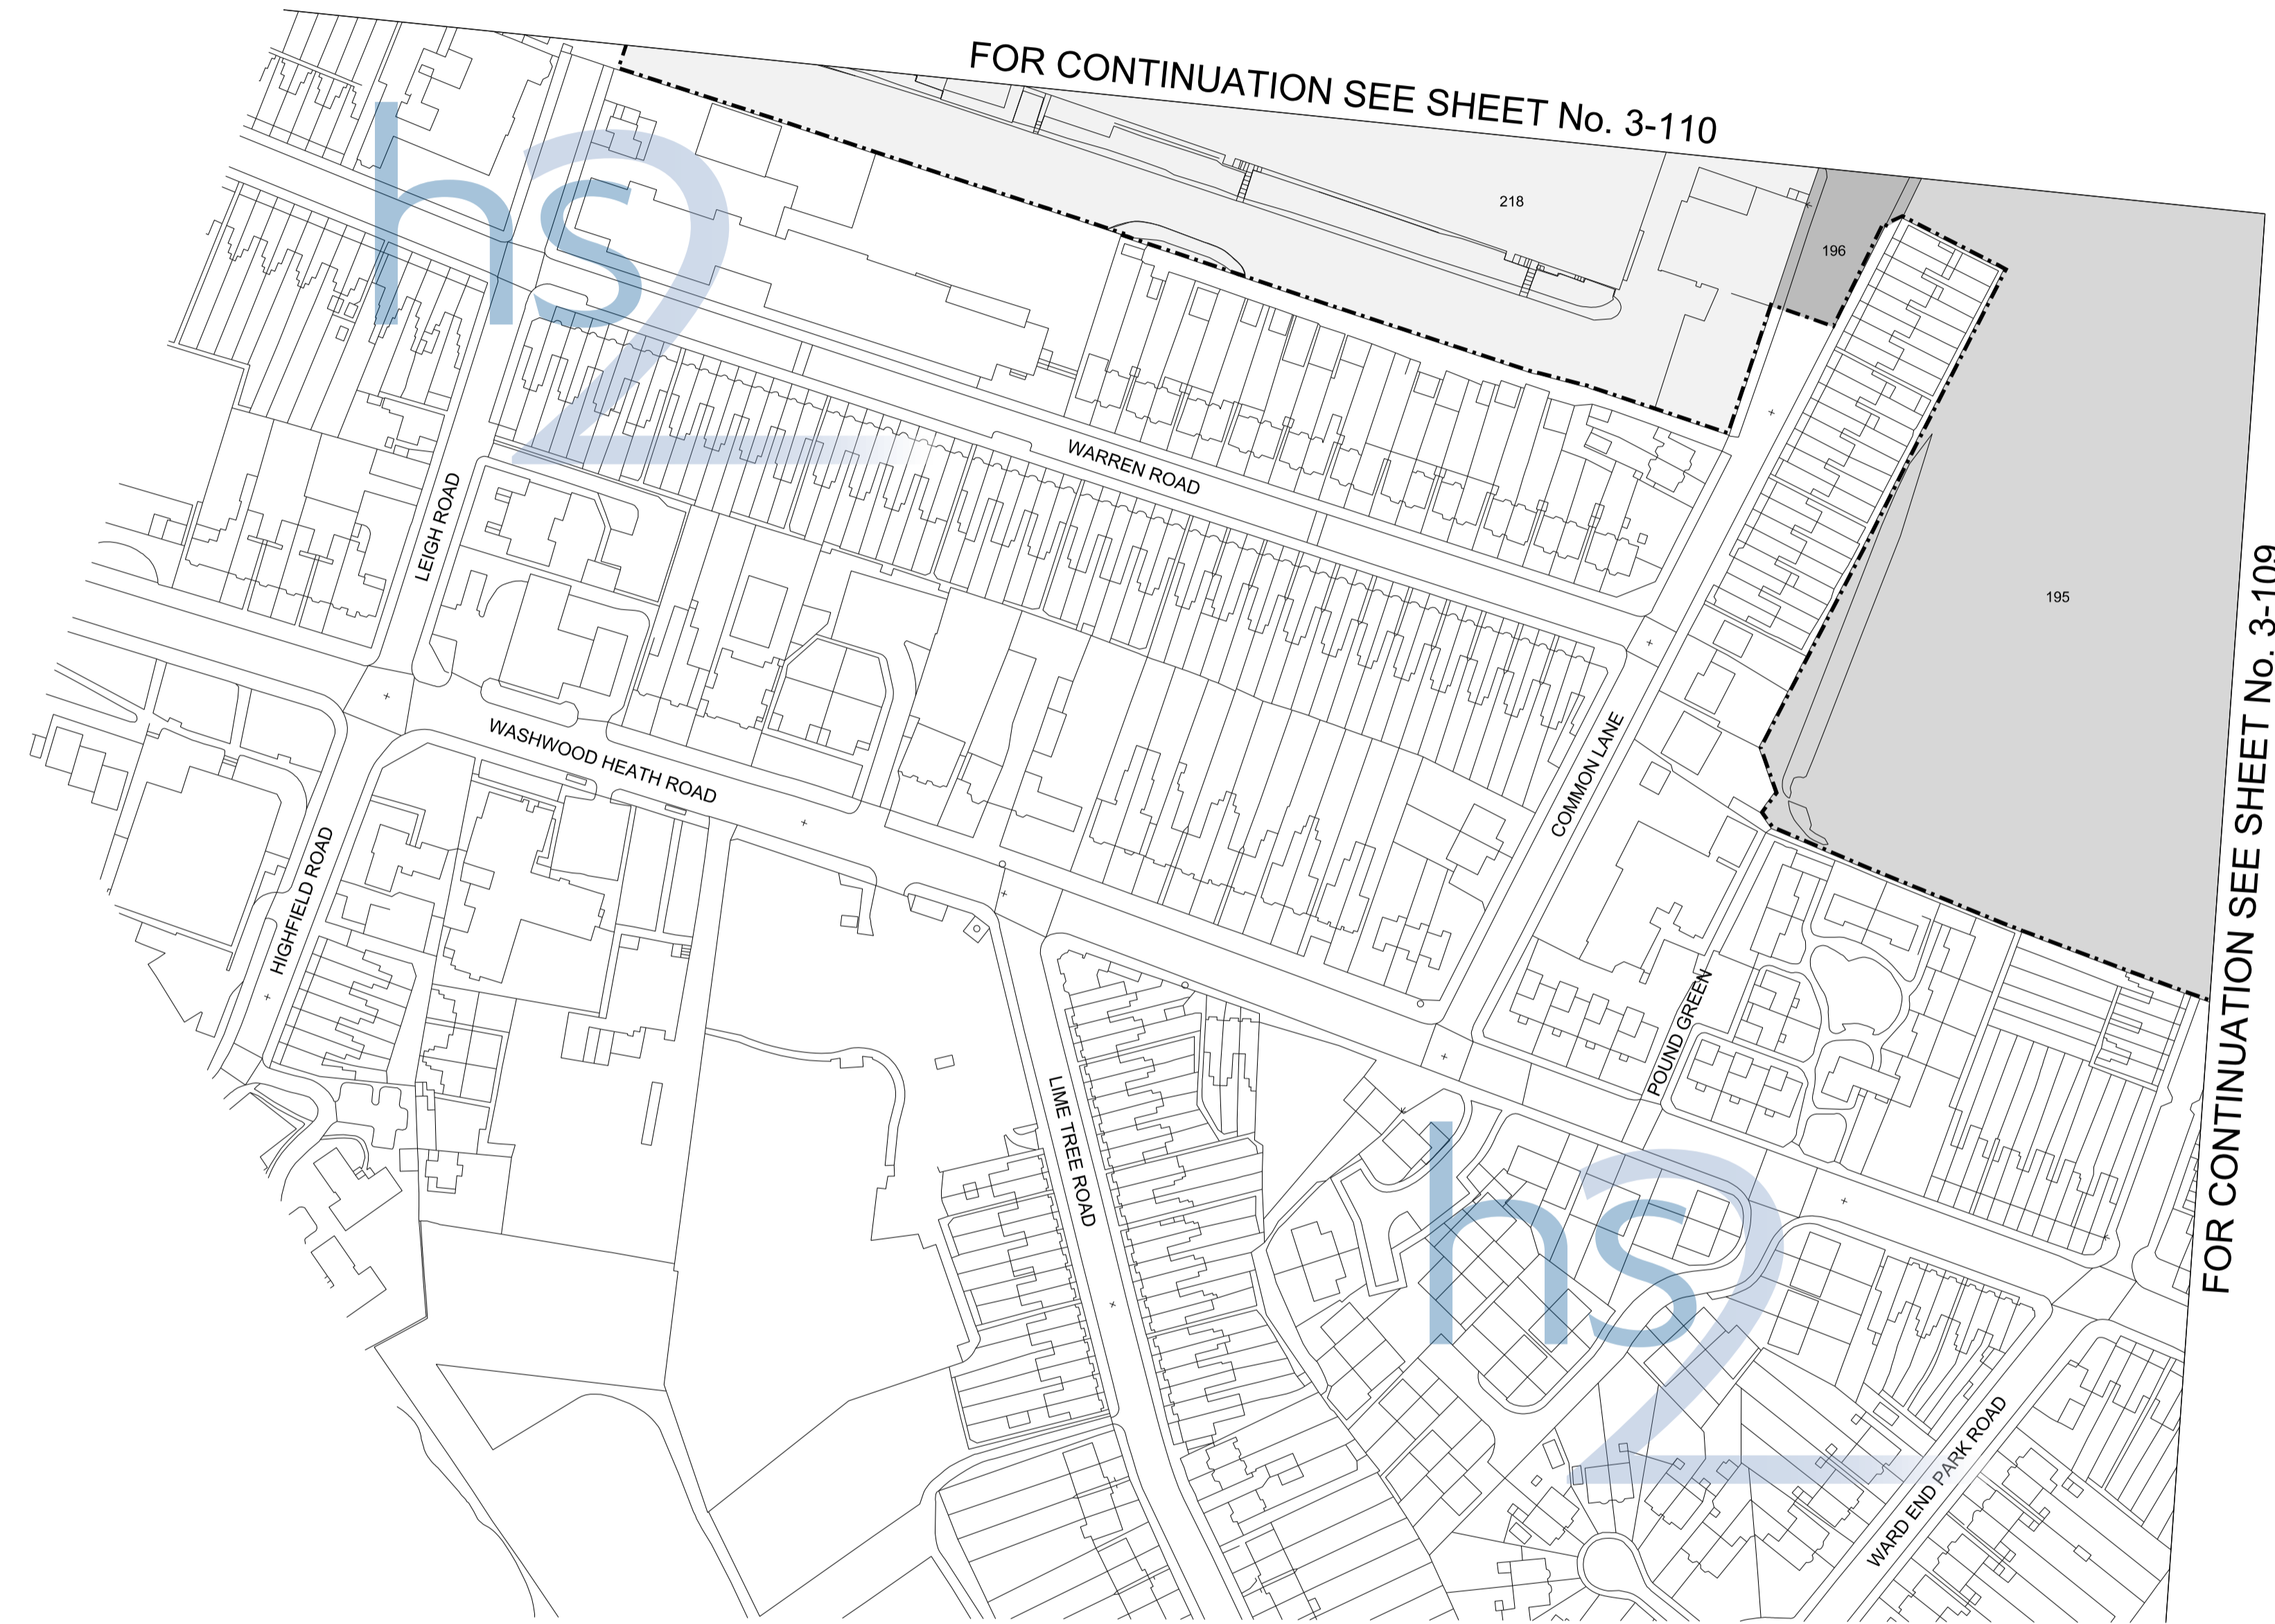 FOR CONTINUATION SEE SHEET No. 3-110
hs2
218
196
195
WARREN ROAD
LEIGH ROAD
FOR CONTINUATION SEE SHEET No. 3-109
WASHWOOD HEATH ROAD
COMMON LANE
HIGHFIELD ROAD
POUND GREEN
LIME TREE ROAD
hs2
WARD END PARK ROAD